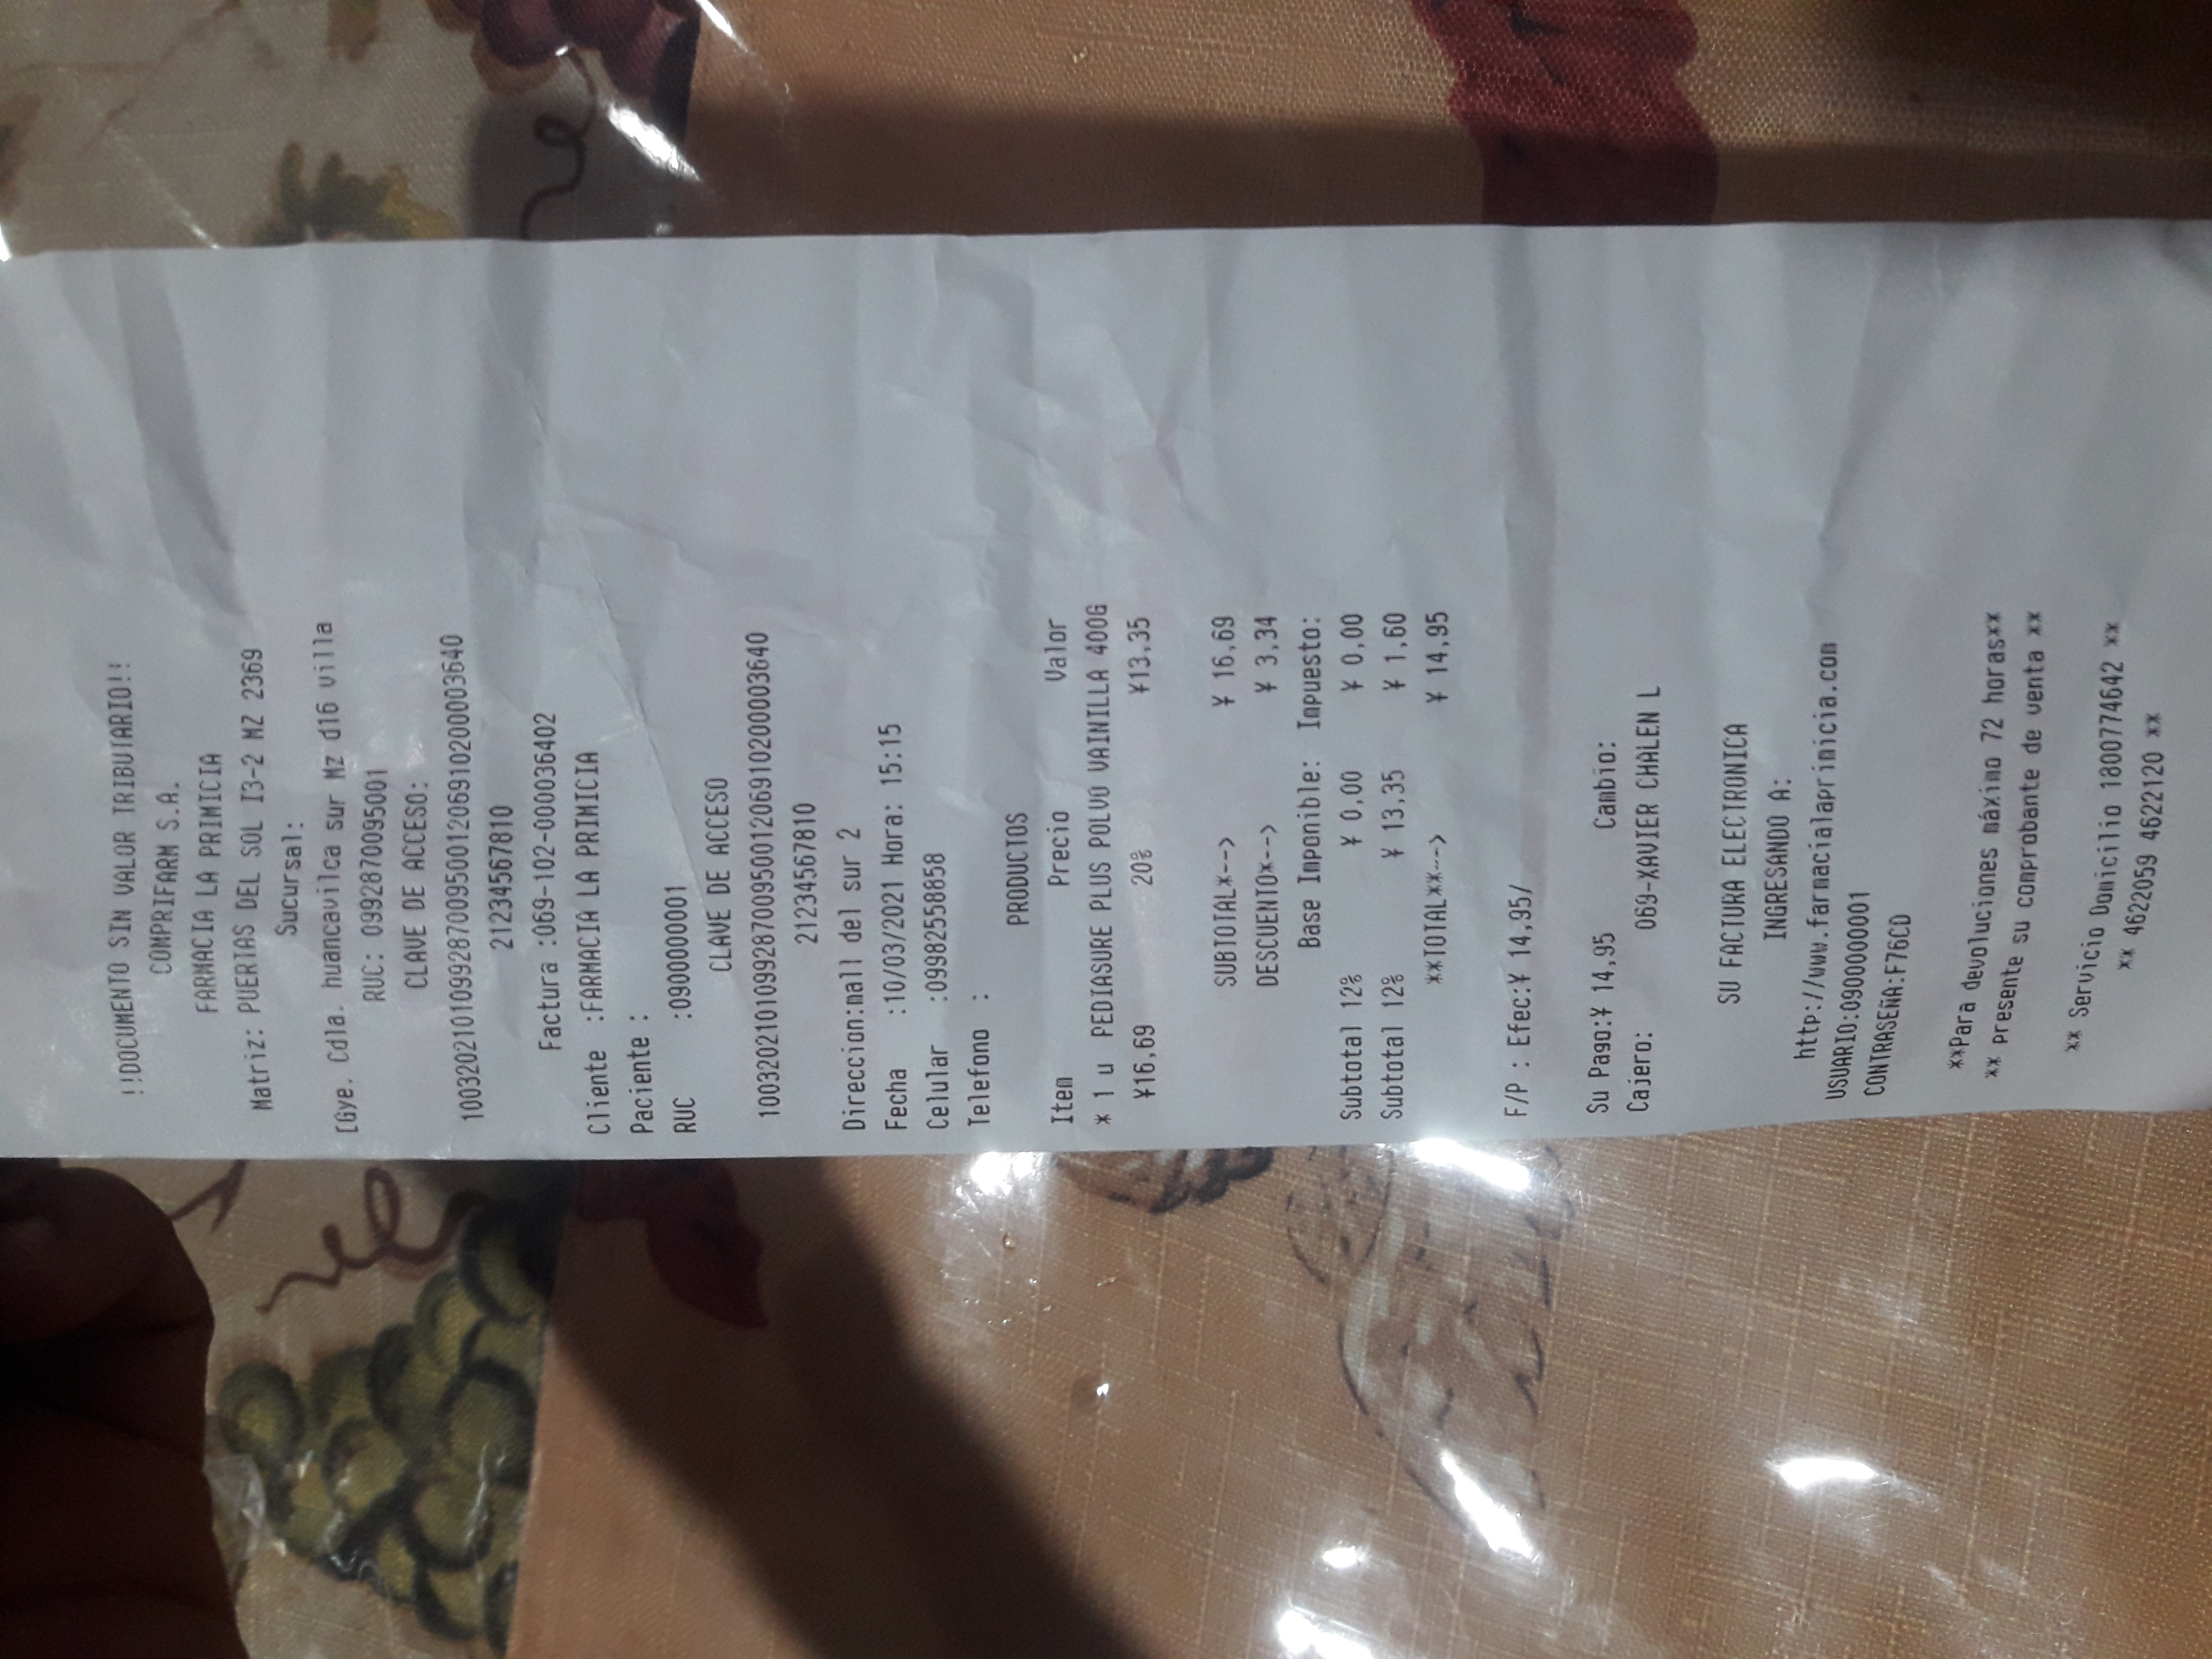 !!DOCUMENTO SIN VALOR TRIBUTARIO!!
COMPRIFARM S.A.
FARMACIA LA PRIMICIA
Matriz: PUERTAS DEL SOL I3-2 MZ 2369
Sucursal:
[Gye. Cdla. huancavilca sur Mz d16 villa
RUC: 0992870095001
CLAVE DE ACCESO:
10032021010992870095001206910200003640
21234567810
Factura :069-102-000036402
Cliente :FARMACIA LA PRIMICIA
Paciente :
RUC :0900000001
CLAVE DE ACCESO
10032021010992870095001206910200003640
21234567810
Direccion:mall del sur 2
Fecha :10/03/2021 Hora: 15:15
Celular :09982558858
Telefono :
PRODUCTOS
Item Precio Valor
* 1 u PEDIASURE PLUS POLVO VAINILLA 400G
¥16,69 20% ¥13,35
SUBTOTAL*--> ¥ 16,69
DESCUENTO*--> ¥ 3,34
Base Imponible: Impuesto:
Subtotal 12% ¥ 0,00 ¥ 0,00
Subtotal 12% ¥ 13,35 ¥ 1,60
**TOTAL**--> ¥ 14,95
F/P : Efec:¥ 14,95/
Su Pago:¥ 14,95 Cambio:
Cajero: 069-XAVIER CHALEN L
SU FACTURA ELECTRONICA
INGRESANDO A:
http://www.farmacialaprimicia.com
USUARIO:0900000001
CONTRASEÑA:F76CD
**Para devoluciones máximo 72 horas**
** presente su comprobante de venta **
** Servicio Domicilio 1800774642 **
** 4622059 4622120 **